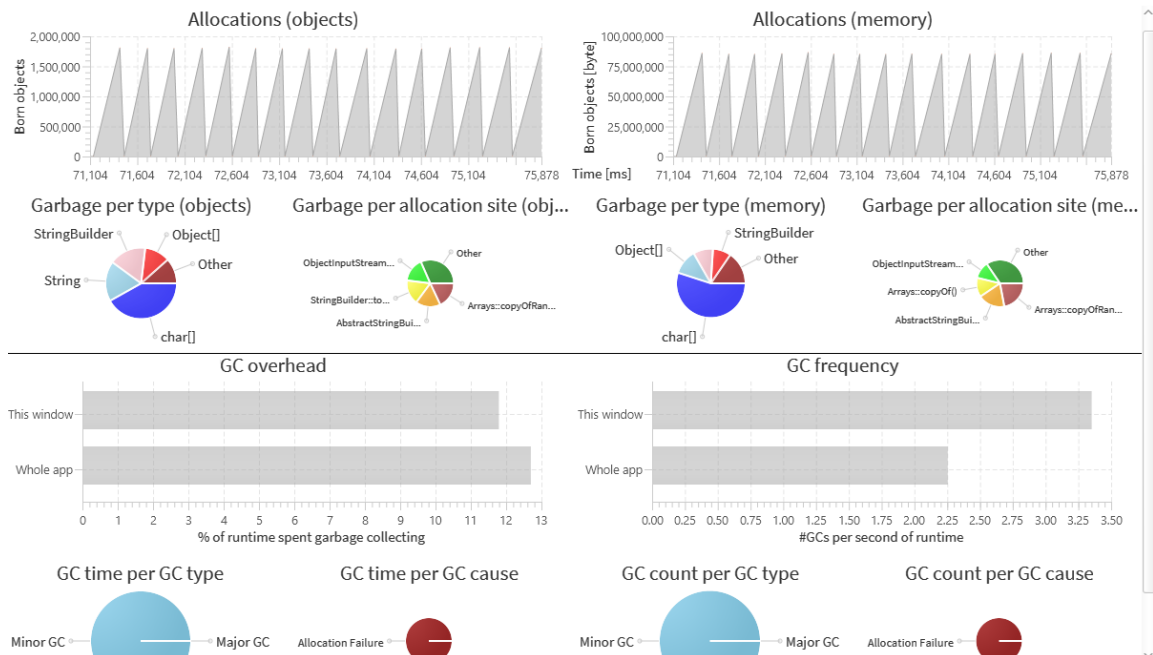 Allocations (objects)
Born objects
2,000,000
1,500,000
1,000,000
500,000
0
71,104 71,604 72,104 72,604 73,104 73,604 74,104 74,604 75,104 75,878
Time [ms]
Allocations (memory)
Born objects [byte]
100,000,000
75,000,000
50,000,000
25,000,000
0
71,104 71,604 72,104 72,604 73,104 73,604 74,104 74,604 75,104 75,878
Garbage per type (objects)
StringBuilder
Object[]
Other
String
char[]
Garbage per allocation site (obj...
Other
ObjectInputStream...
StringBuilder::to...
Arrays::copyOfRan...
AbstractStringBui...
Garbage per type (memory)
StringBuilder
Object[]
Other
char[]
Garbage per allocation site (me...
Other
ObjectInputStream...
Arrays::copyOf()
Arrays::copyOfRan...
AbstractStringBui...
GC overhead
This window
Whole app
0 1 2 3 4 5 6 7 8 9 10 11 12 13
% of runtime spent garbage collecting
GC frequency
This window
Whole app
0.00 0.25 0.50 0.75 1.00 1.25 1.50 1.75 2.00 2.25 2.50 2.75 3.00 3.25 3.50
#GCs per second of runtime
GC time per GC type
Minor GC
Major GC
GC time per GC cause
Allocation Failure
GC count per GC type
Minor GC
Major GC
GC count per GC cause
Allocation Failure